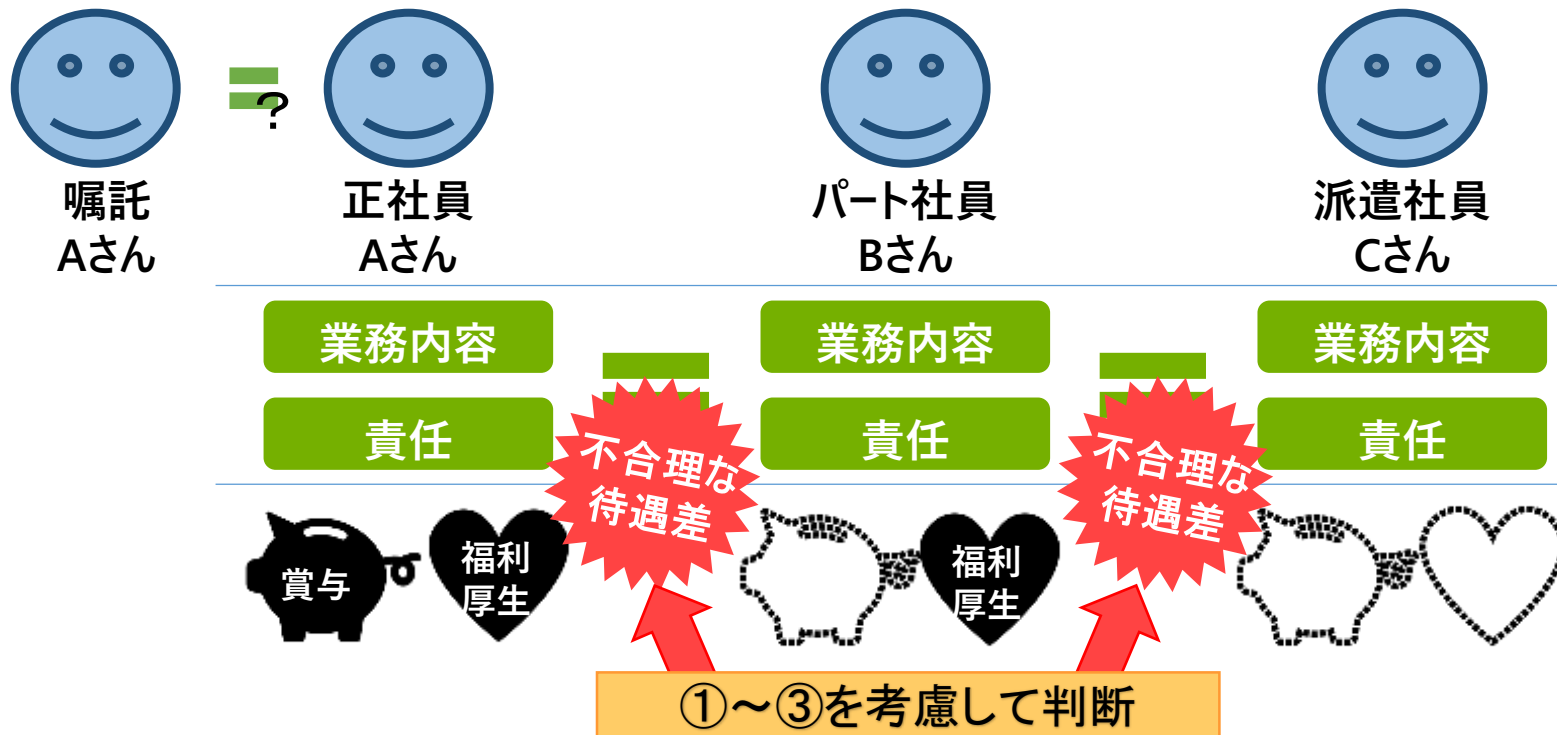 ?
嘱託
Aさん
正社員
Aさん
パート社員
Bさん
派遣社員
Cさん
業務内容
業務内容
業務内容
責任
責任
責任
不合理な
待遇差
不合理な
待遇差
賞与
福利
厚生
福利
厚生
①～③を考慮して判断